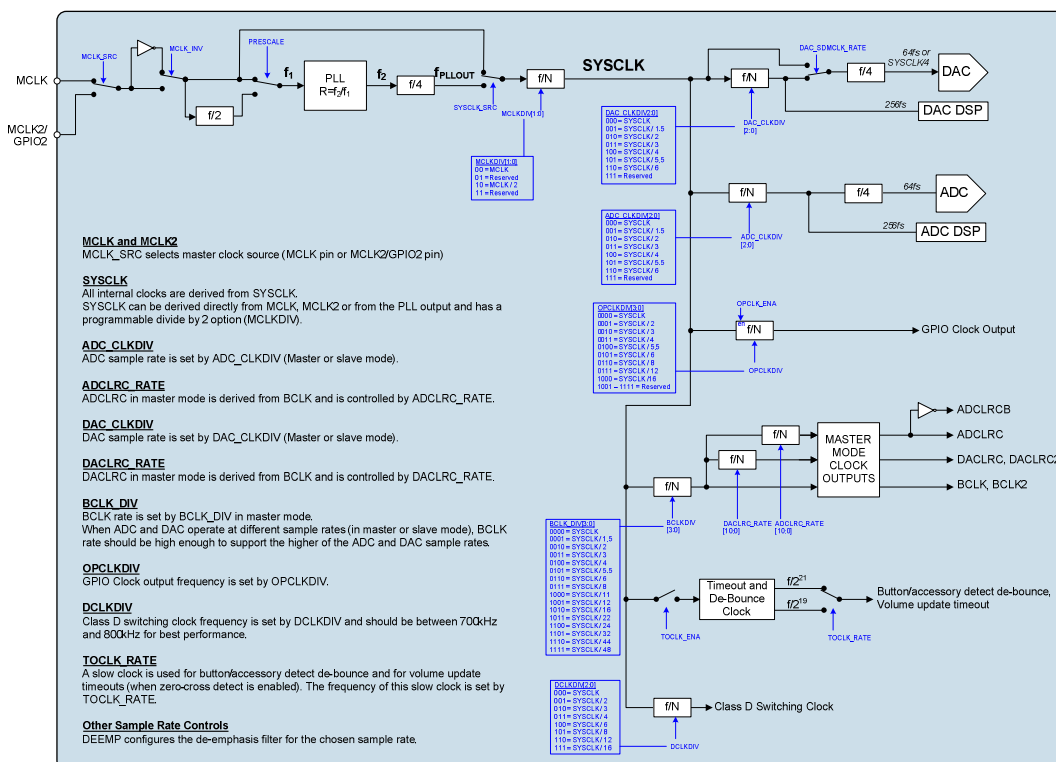 MCLK
MCLK2/
GPIO2
MCLK_SRC
MCLK_INV
PRESCALE
f/2
f1
PLL
R=f2/f1
f2
f/4
fPLLOUT
SYSCLK_SRC
f/N
MCLKDIV[1:0]
SYSCLK
MCLKDIV[1:0]
00 = MCLK
01 = Reserved
10 = MCLK / 2
11 = Reserved
DAC_SDMCLK_RATE
f/N
f/4
64fs or
SYSCLK/4
DAC
256fs
DAC DSP
DAC_CLKDIV
[2:0]
DAC_CLKDIV[2:0]
000 = SYSCLK
001 = SYSCLK / 1.5
010 = SYSCLK / 2
011 = SYSCLK / 3
100 = SYSCLK / 4
101 = SYSCLK / 5.5
110 = SYSCLK / 6
111 = Reserved
f/N
f/4
64fs
ADC
256fs
ADC DSP
ADC_CLKDIV
[2:0]
ADC_CLKDIV[2:0]
000 = SYSCLK
001 = SYSCLK / 1.5
010 = SYSCLK / 2
011 = SYSCLK / 3
100 = SYSCLK / 4
101 = SYSCLK / 5.5
110 = SYSCLK / 6
111 = Reserved
OPCLK_ENA
en
f/N
GPIO Clock Output
OPCLKDIV
OPCLKDIV[3:0]
0000 = SYSCLK
0001 = SYSCLK / 2
0010 = SYSCLK / 3
0011 = SYSCLK / 4
0100 = SYSCLK / 5.5
0101 = SYSCLK / 6
0110 = SYSCLK / 8
0111 = SYSCLK / 12
1000 = SYSCLK /16
1001 – 1111 = Reserved
f/N
BCLKDIV
[3:0]
f/N
DACLRC_RATE
[10:0]
f/N
ADCLRC_RATE
[10:0]
MASTER
MODE
CLOCK
OUTPUTS
ADCLRCB
ADCLRC
DACLRC, DACLRC2
BCLK, BCLK2
BCLK_DIV[3:0]
0000 = SYSCLK
0001 = SYSCLK / 1.5
0010 = SYSCLK / 2
0011 = SYSCLK / 3
0100 = SYSCLK / 4
0101 = SYSCLK / 5.5
0110 = SYSCLK / 6
0111 = SYSCLK / 8
1000 = SYSCLK / 11
1001 = SYSCLK / 12
1010 = SYSCLK / 16
1011 = SYSCLK / 22
1100 = SYSCLK / 24
1101 = SYSCLK / 32
1110 = SYSCLK / 44
1111 = SYSCLK / 48
TOCLK_ENA
Timeout and
De-Bounce
Clock
f/2^21
f/2^19
TOCLK_RATE
Button/accessory detect de-bounce,
Volume update timeout
DCLKDIV[2:0]
000 = SYSCLK
001 = SYSCLK / 2
010 = SYSCLK / 3
011 = SYSCLK / 4
100 = SYSCLK / 6
101 = SYSCLK / 8
110 = SYSCLK / 12
111 = SYSCLK / 16
f/N
DCLKDIV
Class D Switching Clock
MCLK and MCLK2
MCLK_SRC selects master clock source (MCLK pin or MCLK2/GPIO2 pin)
SYSCLK
All internal clocks are derived from SYSCLK.
SYSCLK can be derived directly from MCLK, MCLK2 or from the PLL output and has a
programmable divide by 2 option (MCLKDIV).
ADC_CLKDIV
ADC sample rate is set by ADC_CLKDIV (Master or slave mode).
ADCLRC_RATE
ADCLRC in master mode is derived from BCLK and is controlled by ADCLRC_RATE.
DAC_CLKDIV
DAC sample rate is set by DAC_CLKDIV (Master or slave mode).
DACLRC_RATE
DACLRC in master mode is derived from BCLK and is controlled by DACLRC_RATE.
BCLK_DIV
BCLK rate is set by BCLK_DIV in master mode.
When ADC and DAC operate at different sample rates (in master or slave mode), BCLK
rate should be high enough to support the higher of the ADC and DAC sample rates.
OPCLKDIV
GPIO Clock output frequency is set by OPCLKDIV.
DCLKDIV
Class D switching clock frequency is set by DCLKDIV and should be between 700kHz
and 800kHz for best performance.
TOCLK_RATE
A slow clock is used for button/accessory detect de-bounce and for volume update
timeouts (when zero-cross detect is enabled). The frequency of this slow clock is set by
TOCLK_RATE.
Other Sample Rate Controls
DEEMP configures the de-emphasis filter for the chosen sample rate.